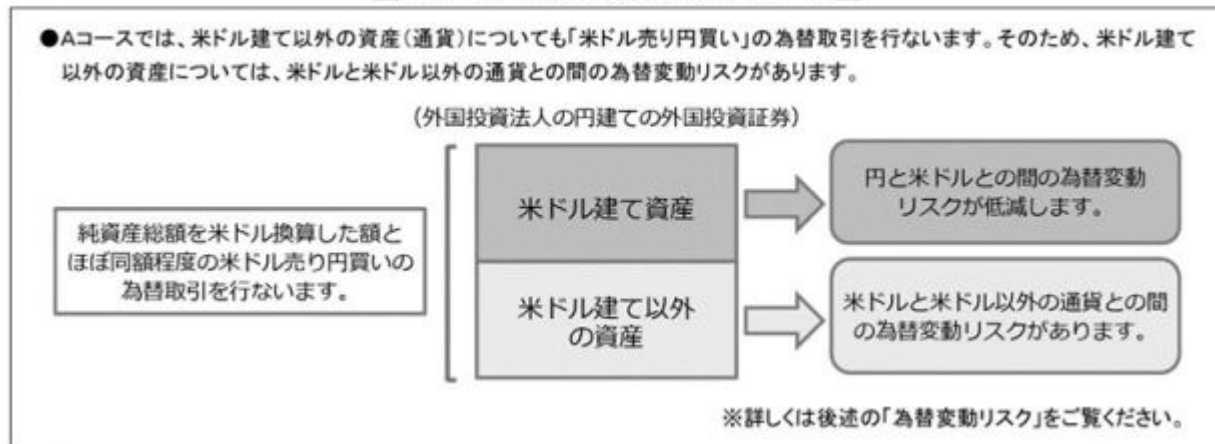 ●Aコースでは、米ドル建て以外の資産(通貨)についても「米ドル売り円買い」の為替取引を行ないます。そのため、米ドル建て
以外の資産については、米ドルと米ドル以外の通貨との間の為替変動リスクがあります。
(外国投資法人の円建ての外国投資証券)
純資産総額を米ドル換算した額と
ほぼ同額程度の米ドル売り円買いの
為替取引を行ないます。
米ドル建て資産
円と米ドルとの間の為替変動
リスクが低減します。
米ドル建て以外
の資産
米ドルと米ドル以外の通貨との間
の為替変動リスクがあります。
※詳しくは後述の「為替変動リスク」をご覧ください。